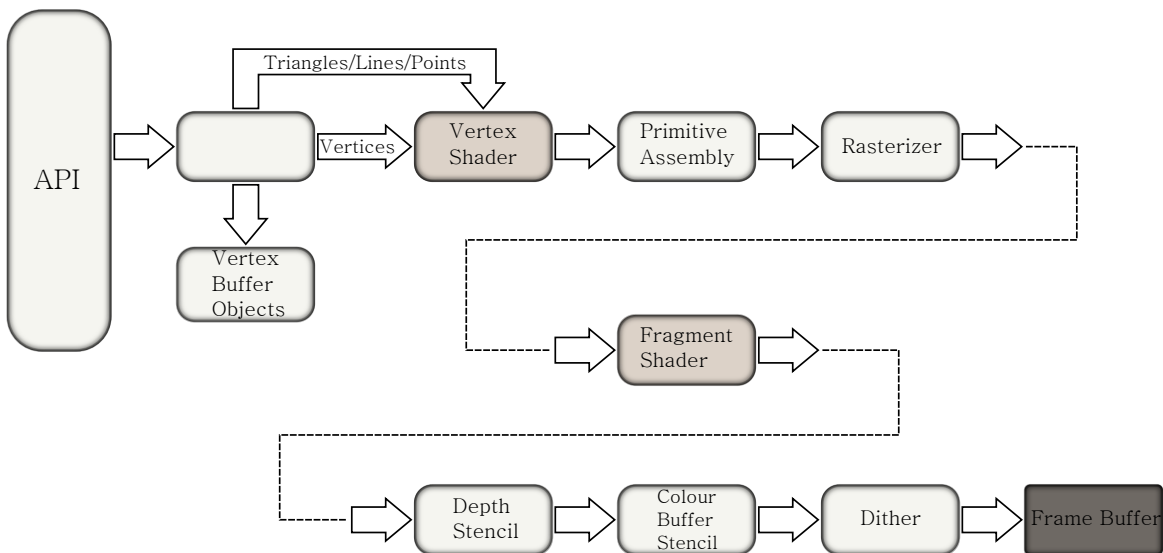 Triangles/Lines/Points
API
Vertices
Vertex
Shader
Primitive
Assembly
Rasterizer
Vertex
Buffer
Objects
Fragment
Shader
Depth
Stencil
Colour
Buffer
Stencil
Dither
Frame Buffer